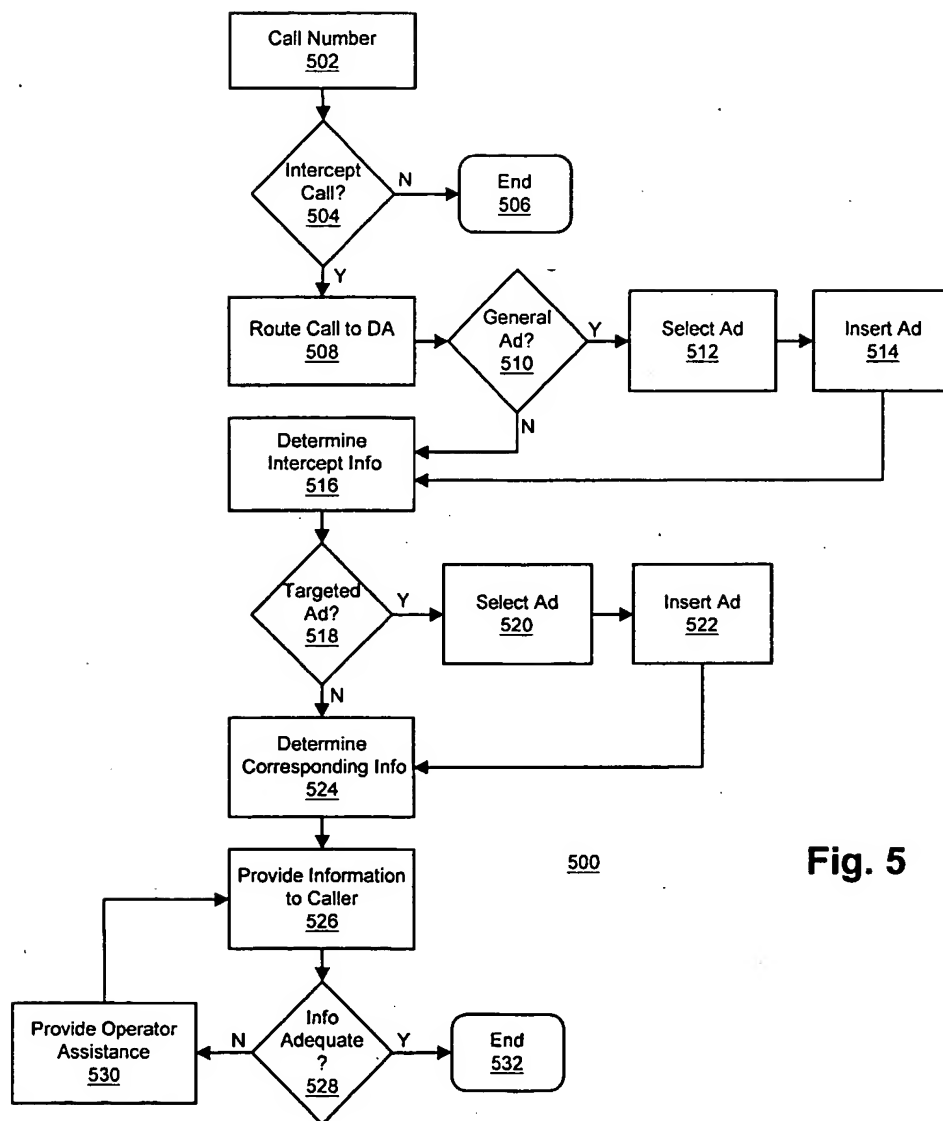 Call Number
502
Intercept
Call?
504
N
End
506
Y
Route Call to DA
508
General
Ad?
510
Y
Select Ad
512
Insert Ad
514
N
Determine
Intercept Info
516
Targeted
Ad?
518
Y
Select Ad
520
Insert Ad
522
N
Determine
Corresponding Info
524
Provide Information
to Caller
526
500
Fig. 5
Provide Operator
Assistance
530
N
Info
Adequate
?
528
Y
End
532